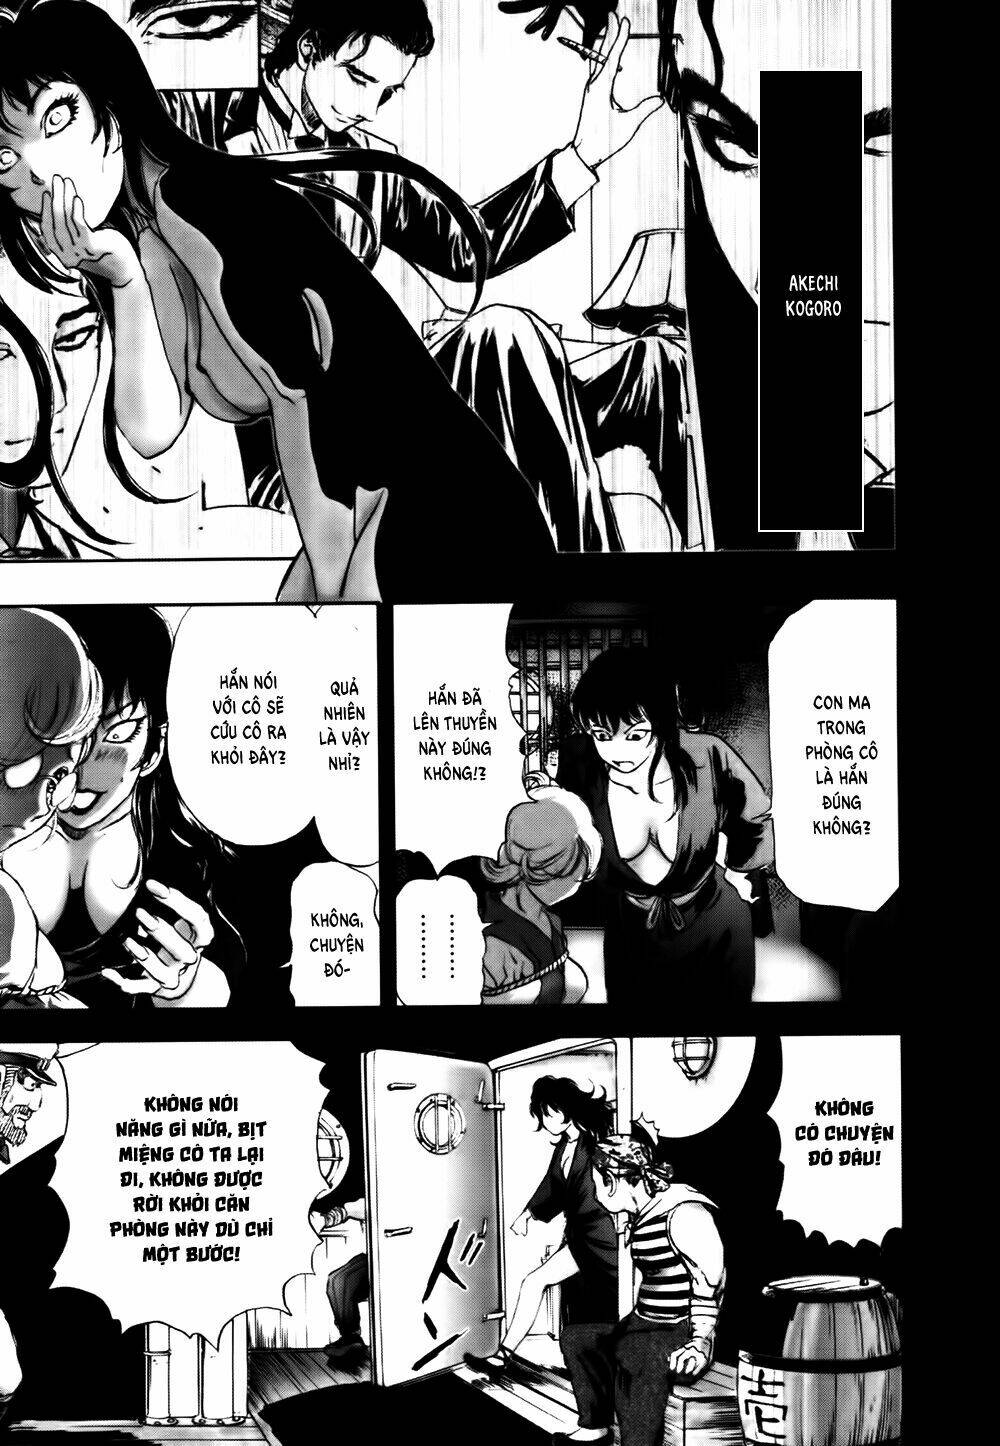 AKECHI
KOGORO
CON MA
TRONG
PHÒNG CÔ
LÀ HẮN
ĐÚNG
KHÔNG?
HẮN ĐÃ
LÊN THUYỀN
NÀY ĐÚNG
KHÔNG!?
………
………
QUẢ
NHIÊN
LÀ VẬY
NHỈ?
HẮN NÓI
VỚI CÔ SẼ
CỨU CÔ RA
KHỎI ĐÂY?
KHÔNG,
CHUYỆN
ĐÓ-
KHÔNG
CÓ CHUYỆN
ĐÓ ĐÂU!
KHÔNG NÓI
NĂNG GÌ NỮA, BỊT
MIỆNG CÔ TA LẠI
ĐI, KHÔNG ĐƯỢC
RỜI KHỎI CĂN
PHÒNG NÀY DÙ CHỈ
MỘT BƯỚC!